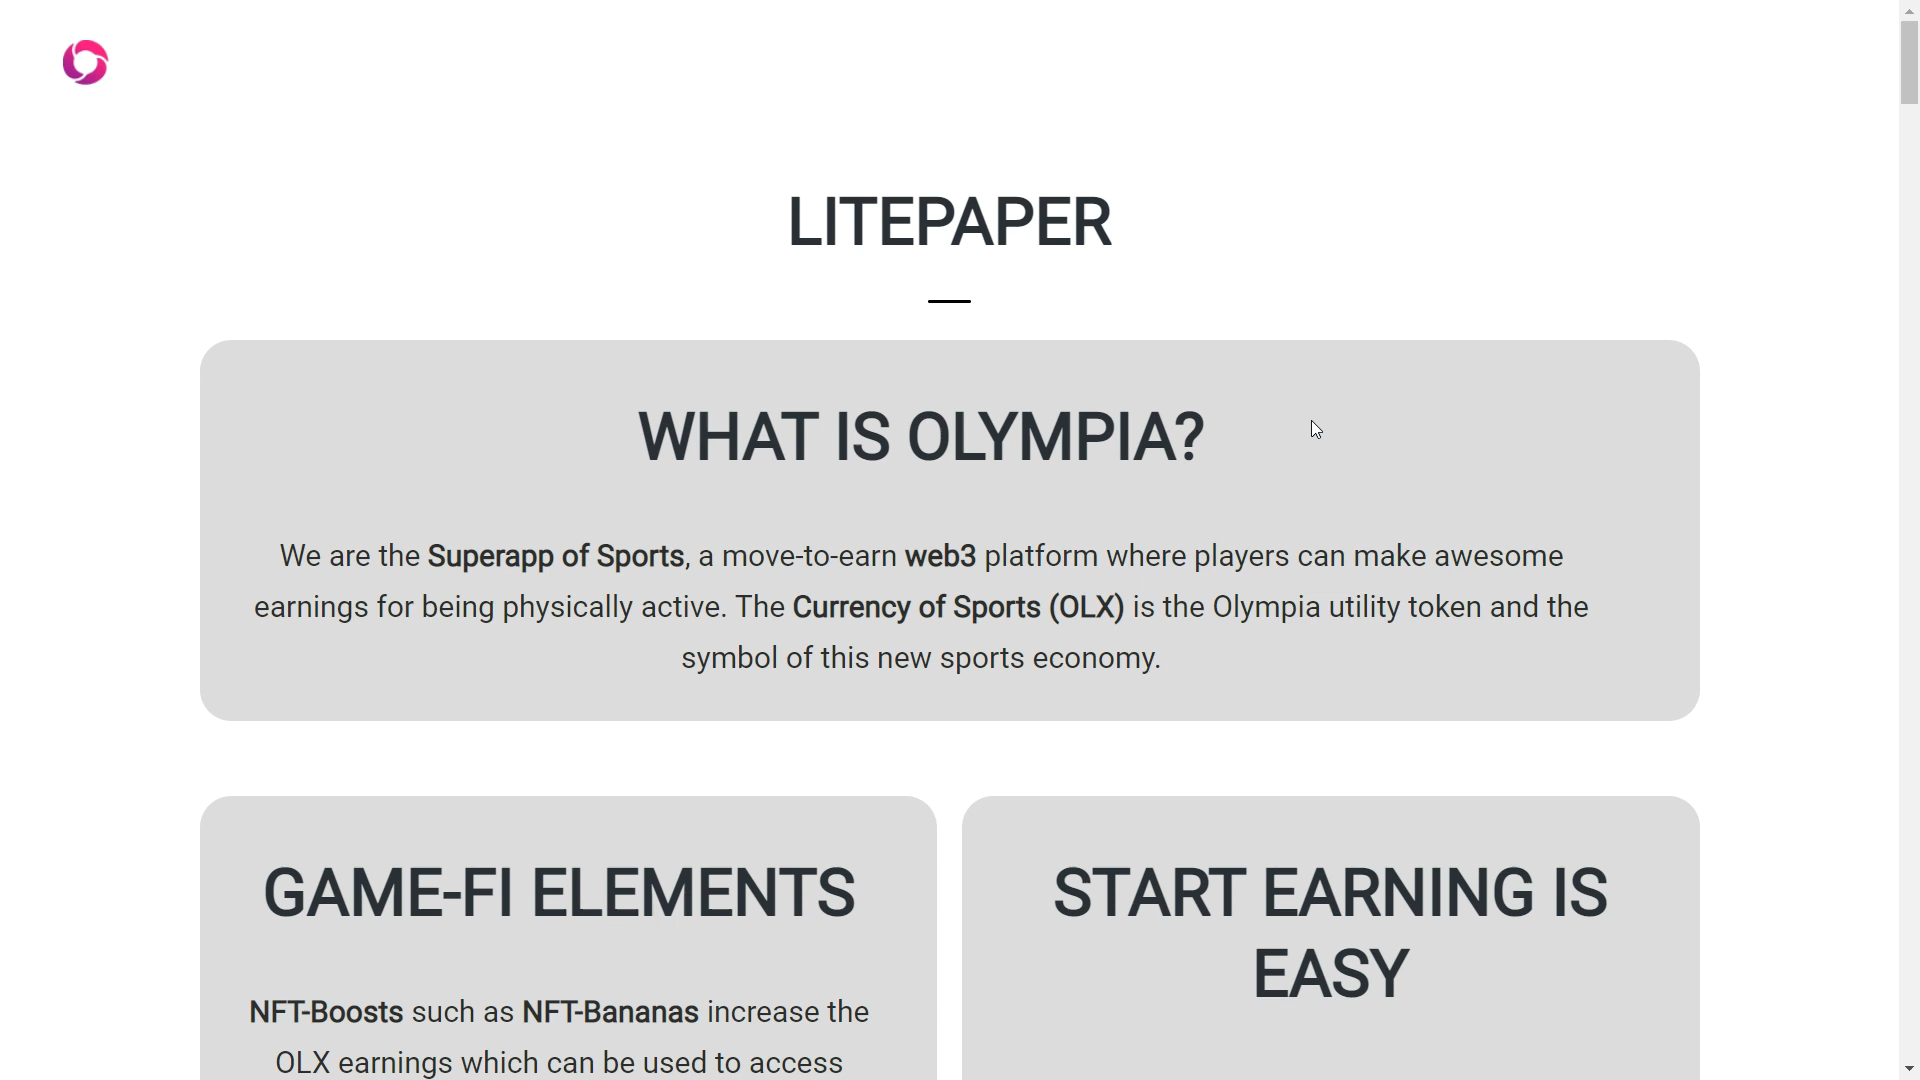 LITEPAPER
WHAT IS OLYMPIA?
We are the Superapp of Sports, a move-to-earn web3 platform where players can make awesome
earnings for being physically active. The Currency of Sports (OLX) is the Olympia utility token and the
symbol of this new sports economy.
GAME-FI ELEMENTS
NFT-Boosts such as NFT-Bananas increase the
OLX earnings which can be used to access
START EARNING IS
EASY